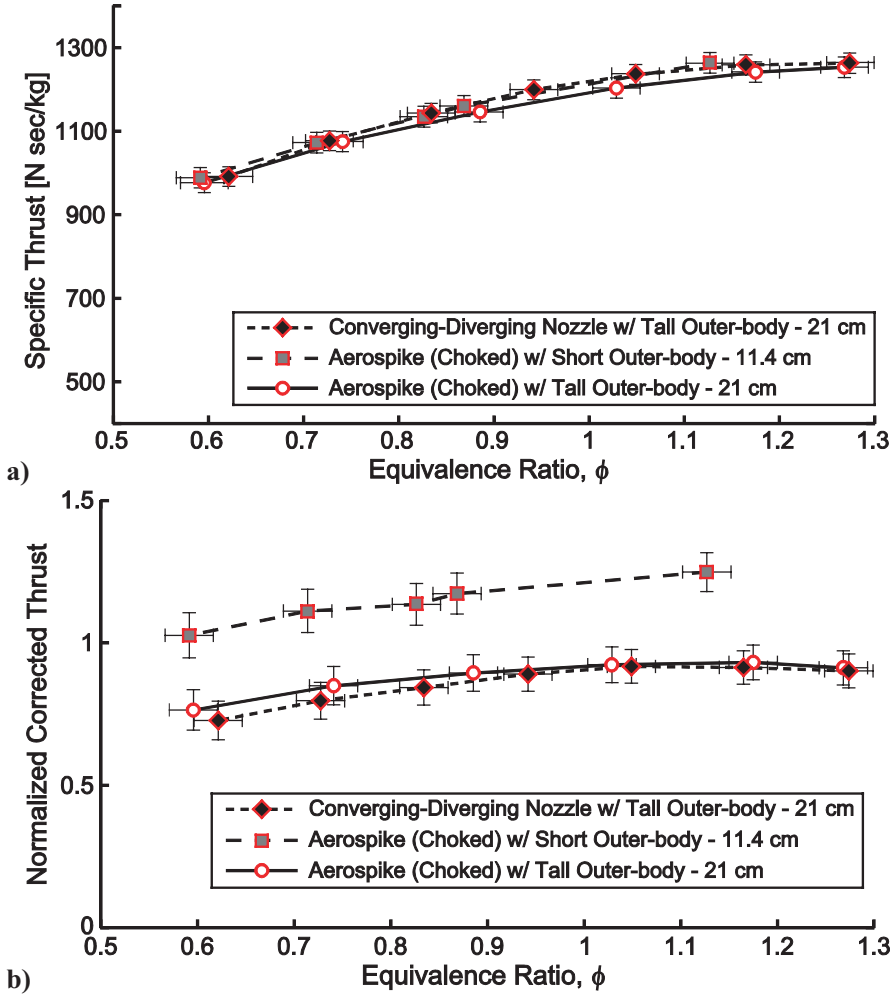 1300
1100
900
700
500
Specific Thrust [N sec/kg]
Converging-Diverging Nozzle w/ Tall Outer-body - 21 cm
Aerospike (Choked) w/ Short Outer-body - 11.4 cm
Aerospike (Choked) w/ Tall Outer-body - 21 cm
0.5 0.6 0.7 0.8 0.9 1 1.1 1.2 1.3
Equivalence Ratio, ϕ
a)
1.5
1
0.5
0
Normalized Corrected Thrust
Converging-Diverging Nozzle w/ Tall Outer-body - 21 cm
Aerospike (Choked) w/ Short Outer-body - 11.4 cm
Aerospike (Choked) w/ Tall Outer-body - 21 cm
0.5 0.6 0.7 0.8 0.9 1 1.1 1.2 1.3
Equivalence Ratio, ϕ
b)